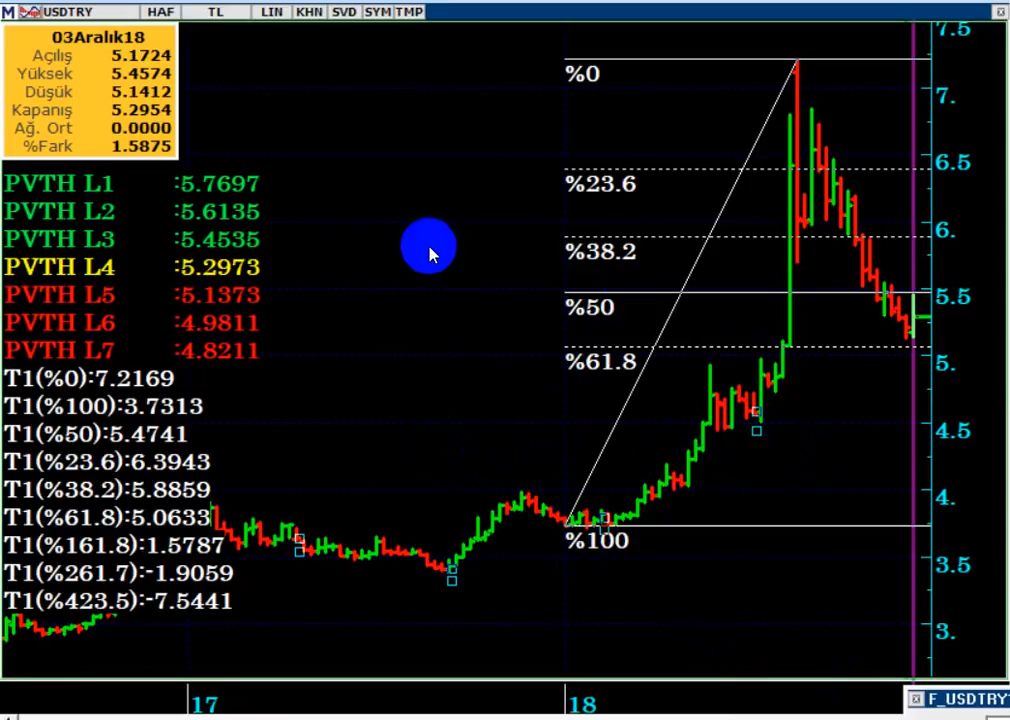 M USDTRY HAF TL LIN KHN SVD SYM TMP
03Aralık18
Açılış 5.1724
Yüksek 5.4574
Düşük 5.1412
Kapanış 5.2954
Ağ. Ort 0.0000
%Fark 1.5875
PVTH L1 :5.7697
PVTH L2 :5.6135
PVTH L3 :5.4535
PVTH L4 :5.2973
PVTH L5 :5.1373
PVTH L6 :4.9811
PVTH L7 :4.8211
T1(%0):7.2169
T1(%100):3.7313
T1(%50):5.4741
T1(%23.6):6.3943
T1(%38.2):5.8859
T1(%61.8):5.0633
T1(%161.8):1.5787
T1(%261.7):-1.9059
T1(%423.5):-7.5441
%0
%23.6
%38.2
%50
%61.8
%100
7.5
7.
6.5
6.
5.5
5.
4.5
4.
3.5
3.
17
18
F_USDTRY